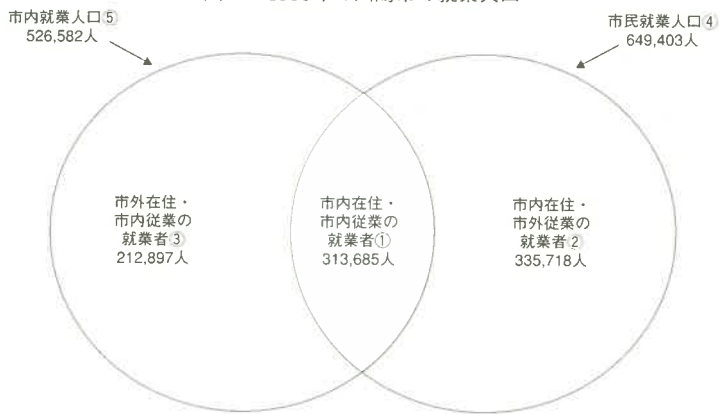 市内就業人口⑤
526,582人
市民就業人口④
649,403人
市外在住・
市内従業の
就業者③
212,897人
市内在住・
市内従業の
就業者①
313,685人
市内在住・
市外従業の
就業者②
335,718人